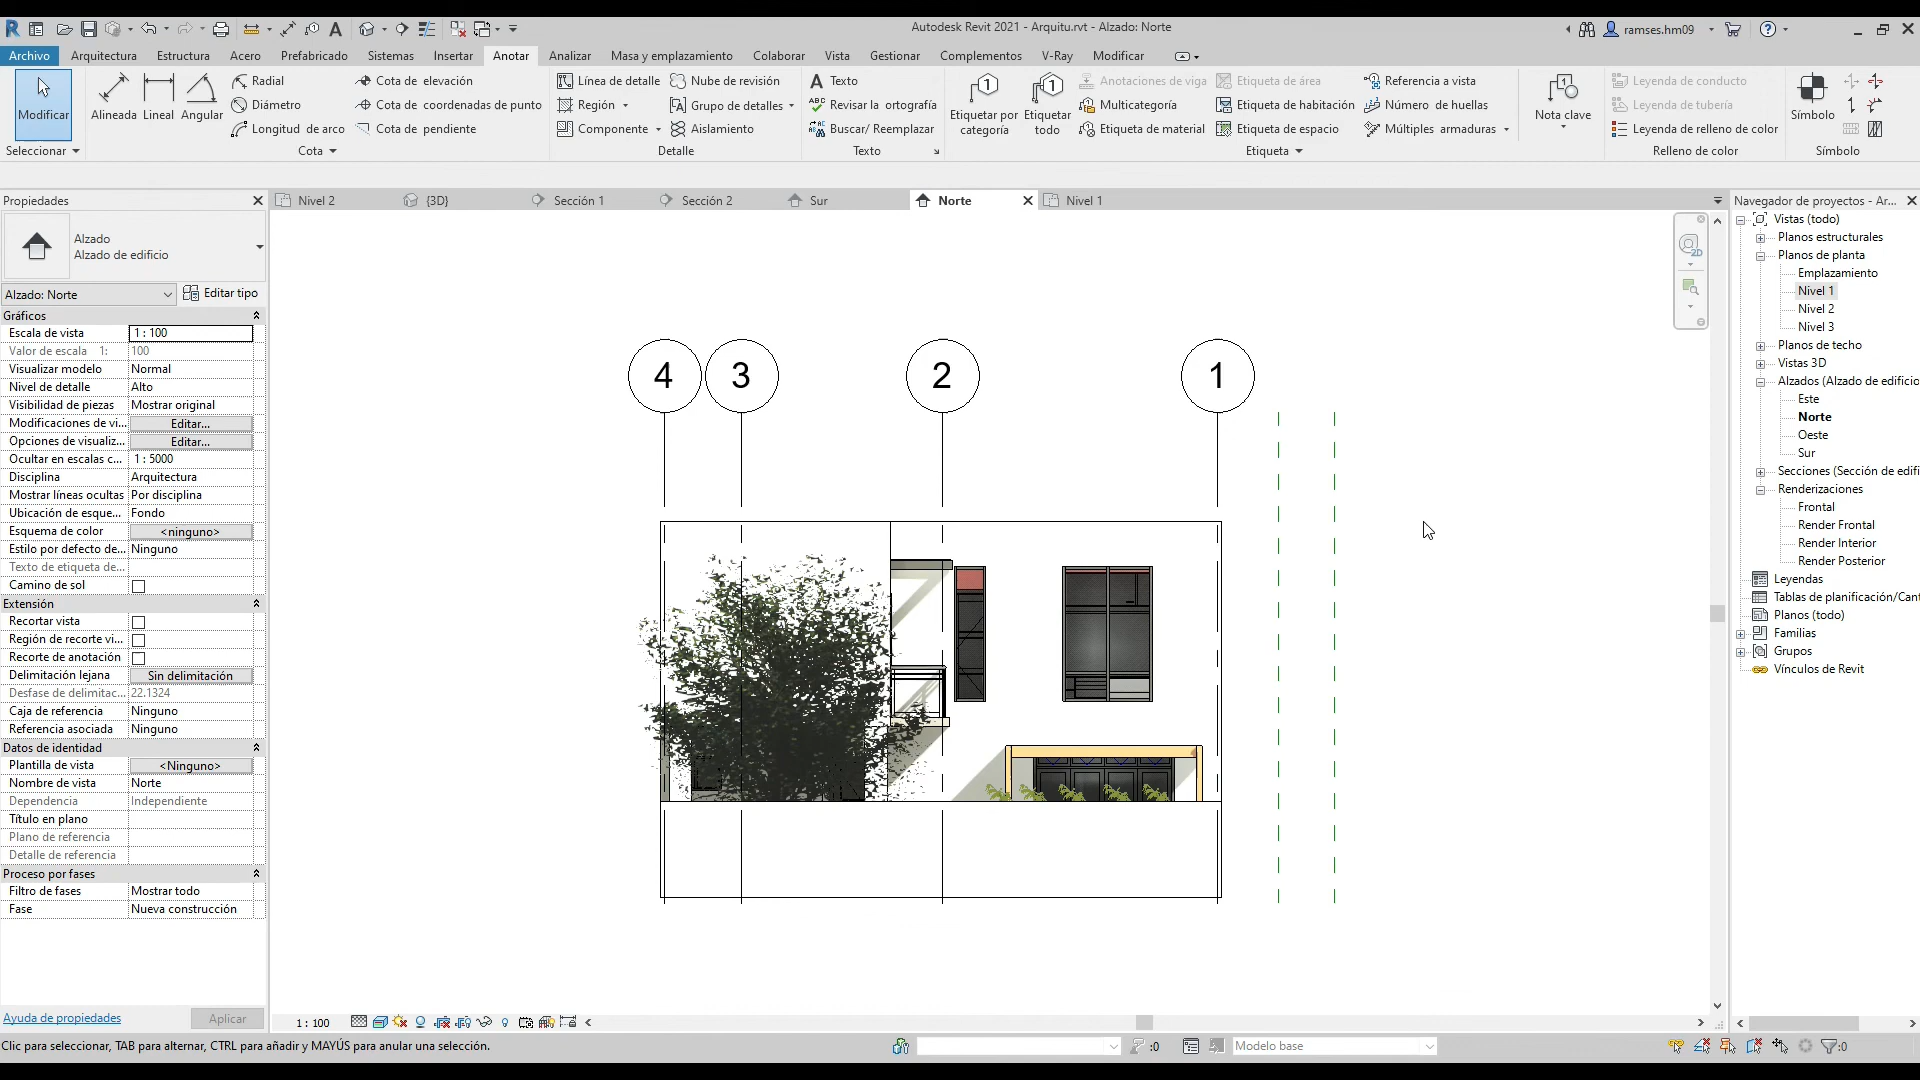 Autodesk Revit 2021 - Arquitu.rvt - Alzado: Norte
ramses.hm09
Archivo Arquitectura Estructura Acero Prefabricado Sistemas Insertar Anotar Analizar Masa y emplazamiento Colaborar Vista Gestionar Complementos V-Ray Modificar
Modificar
Seleccionar
Alineada Lineal Angular
Radial
Diámetro
Longitud de arco
Cota de elevación
Cota de coordenadas de punto
Cota de pendiente
Cota
Línea de detalle
Región
Componente
Nube de revisión
Grupo de detalles
Aislamiento
Detalle
Texto
Revisar la ortografía
Buscar/ Reemplazar
Texto
Etiquetar por categoría
Etiquetar todo
Anotaciones de viga
Multicategoría
Etiqueta de material
Etiqueta de área
Etiqueta de habitación
Etiqueta de espacio
Referencia a vista
Número de huellas
Múltiples armaduras
Etiqueta
Nota clave
Leyenda de conducto
Leyenda de tubería
Leyenda de relleno de color
Relleno de color
Símbolo
Símbolo
Propiedades
Nivel 2 {3D} Sección 1 Sección 2 Sur Norte Nivel 1
Alzado
Alzado de edificio
Alzado: Norte Editar tipo
Gráficos
Escala de vista 1 : 100
Valor de escala 1: 100
Visualizar modelo Normal
Nivel de detalle Alto
Visibilidad de piezas Mostrar original
Modificaciones de vi... Editar...
Opciones de visualiz... Editar...
Ocultar en escalas c... 1 : 5000
Disciplina Arquitectura
Mostrar líneas ocultas Por disciplina
Ubicación de esque... Fondo
Esquema de color <ninguno>
Estilo por defecto de... Ninguno
Texto de etiqueta de...
Camino de sol
Extensión
Recortar vista
Región de recorte vi...
Recorte de anotación
Delimitación lejana Sin delimitación
Desfase de delimitac... 22.1324
Caja de referencia Ninguno
Referencia asociada Ninguno
Datos de identidad
Plantilla de vista <Ninguno>
Nombre de vista Norte
Dependencia Independiente
Título en plano
Plano de referencia
Detalle de referencia
Proceso por fases
Filtro de fases Mostrar todo
Fase Nueva construcción
Ayuda de propiedades Aplicar
4 3 2 1
2D
Navegador de proyectos - Ar...
Vistas (todo)
Planos estructurales
Planos de planta
Emplazamiento
Nivel 1
Nivel 2
Nivel 3
Planos de techo
Vistas 3D
Alzados (Alzado de edificio
Este
Norte
Oeste
Sur
Secciones (Sección de edifi
Renderizaciones
Frontal
Render Frontal
Render Interior
Render Posterior
Leyendas
Tablas de planificación/Cant
Planos (todo)
Familias
Grupos
Vínculos de Revit
1 : 100
Clic para seleccionar, TAB para alternar, CTRL para añadir y MAYÚS para anular una selección.
:0 Modelo base :0